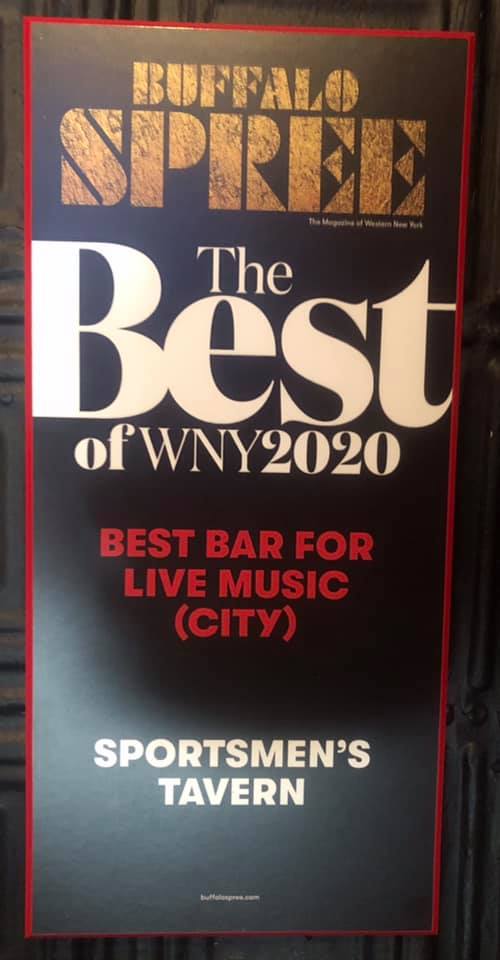 BUFFALO
SPREE
The Magazine of Western New York
The
Best
of WNY2020
BEST BAR FOR
LIVE MUSIC
(CITY)
SPORTSMEN'S
TAVERN
buffalospree.com